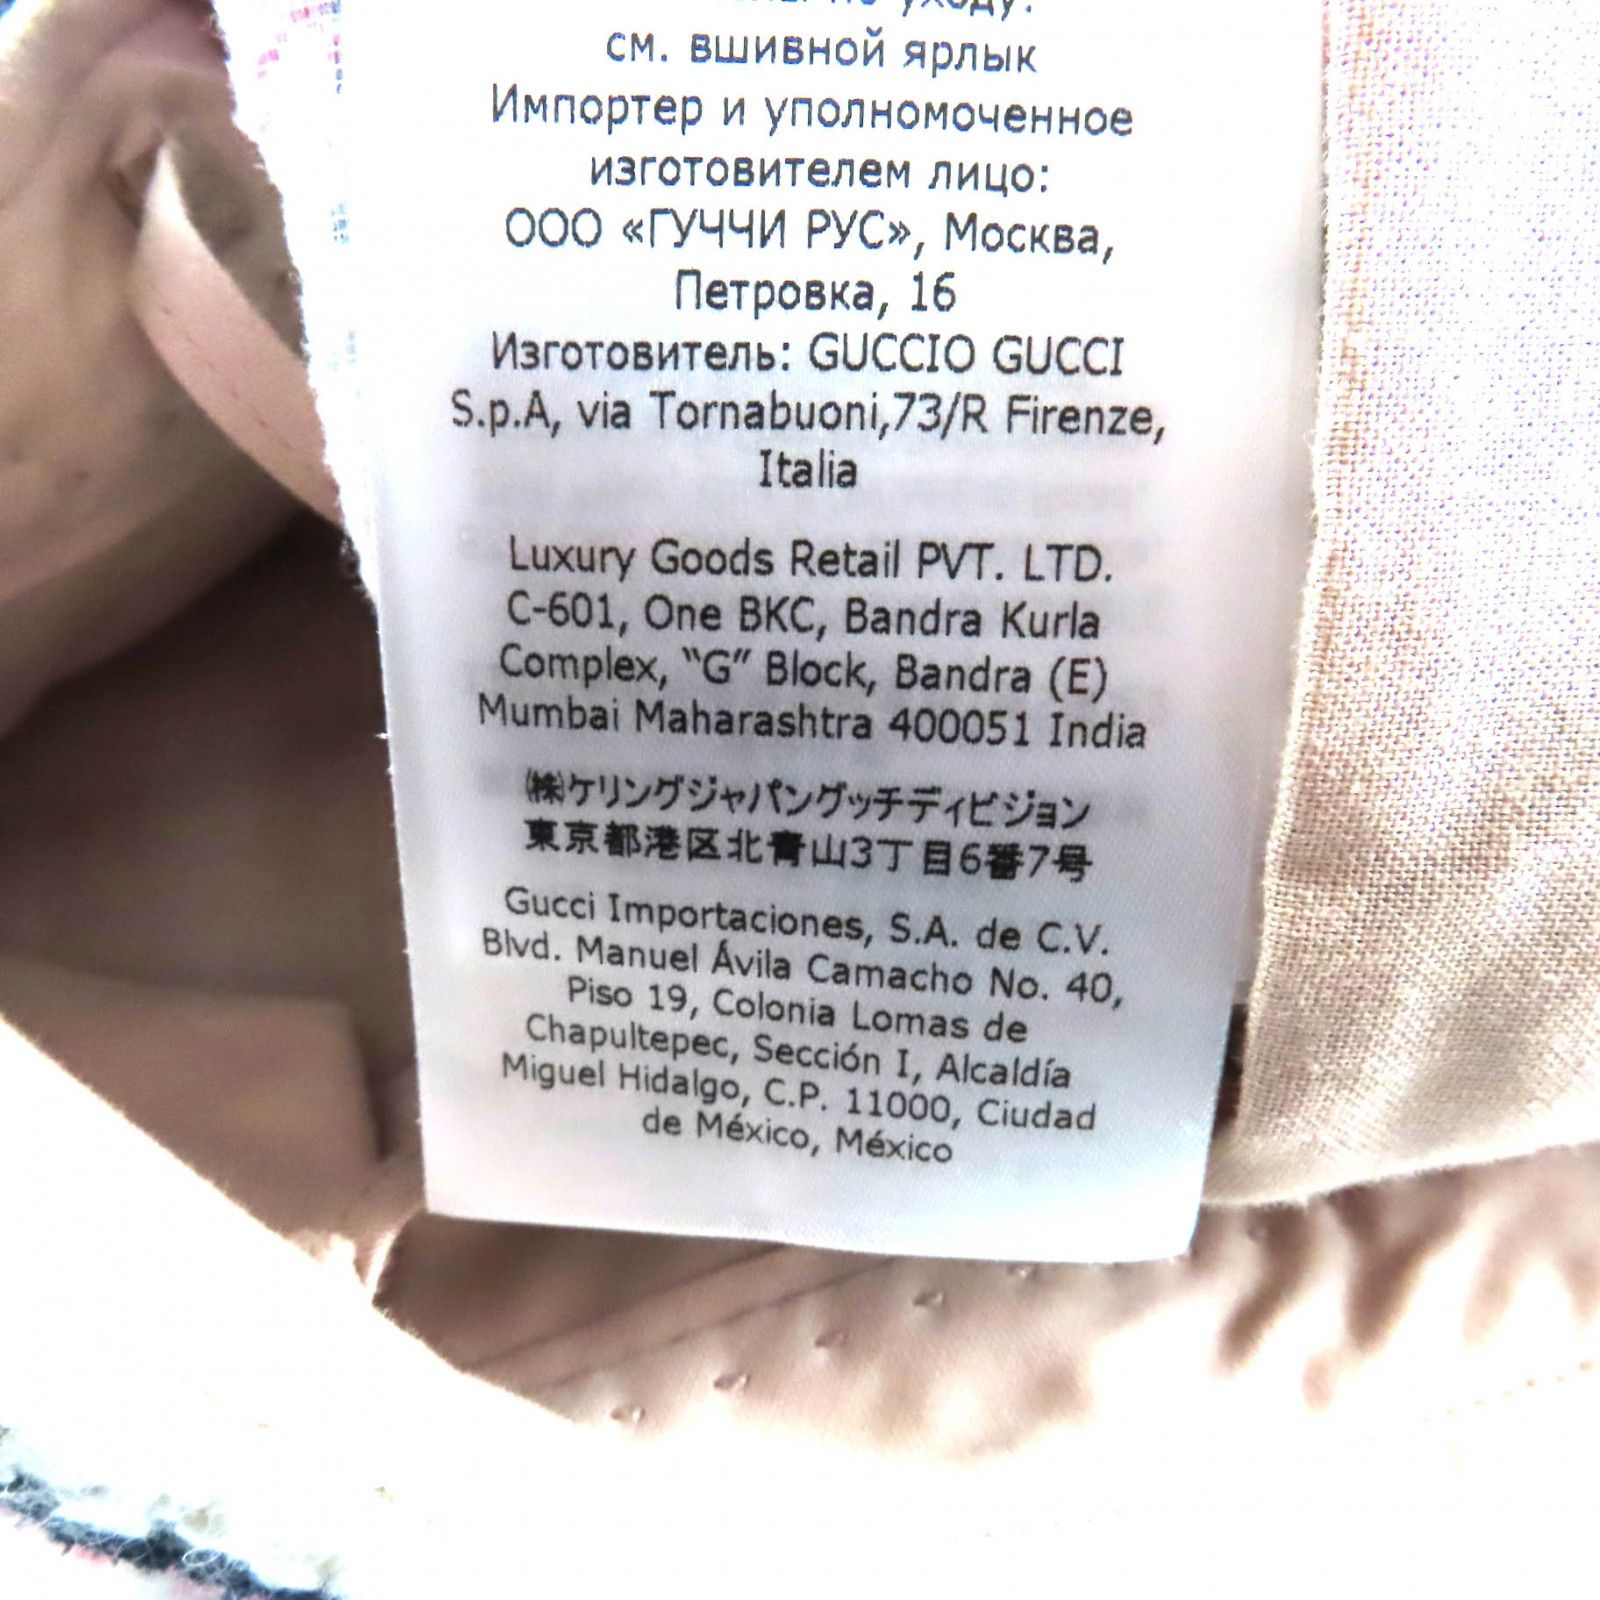 по уходу:
см. вшивной ярлык
Импортер и уполномоченное
изготовителем лицо:
ООО «ГУЧЧИ РУС», Москва,
Петровка, 16
Изготовитель: GUCCIO GUCCI
S.p.A, via Tornabuoni,73/R Firenze,
Italia
Luxury Goods Retail PVT. LTD.
C-601, One BKC, Bandra Kurla
Complex, “G” Block, Bandra (E)
Mumbai Maharashtra 400051 India
㈱ケリングジャパングッチディビジョン
東京都港区北青山3丁目6番7号
Gucci Importaciones, S.A. de C.V.
Blvd. Manuel Ávila Camacho No. 40,
Piso 19, Colonia Lomas de
Chapultepec, Sección I, Alcaldía
Miguel Hidalgo, C.P. 11000, Ciudad
de México, México